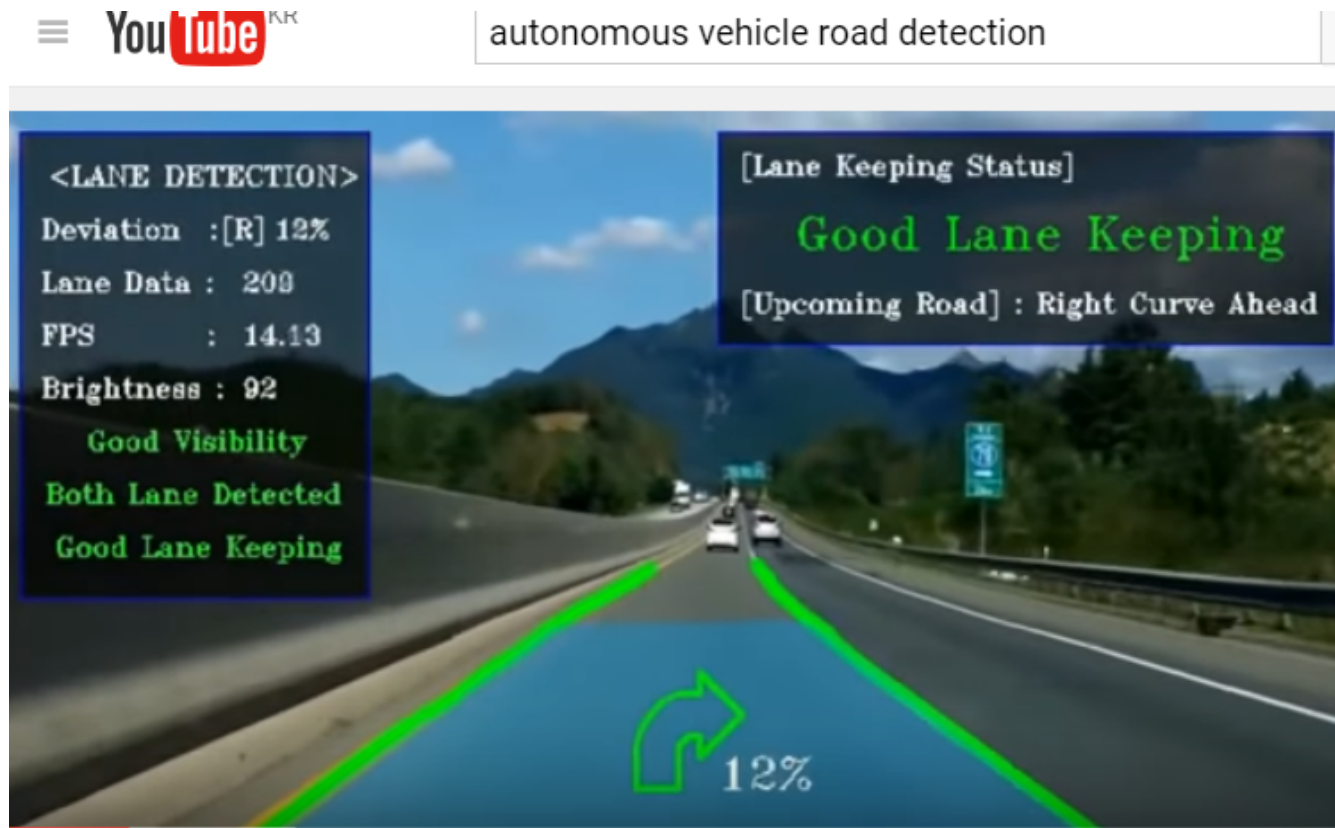 YouTube KR
autonomous vehicle road detection
<LANE DETECTION>
Deviation :[R] 12%
Lane Data : 209
FPS : 14.13
Brightness : 92
Good Visibility
Both Lane Detected
Good Lane Keeping
[Lane Keeping Status]
Good Lane Keeping
[Upcoming Road] : Right Curve Ahead
12%